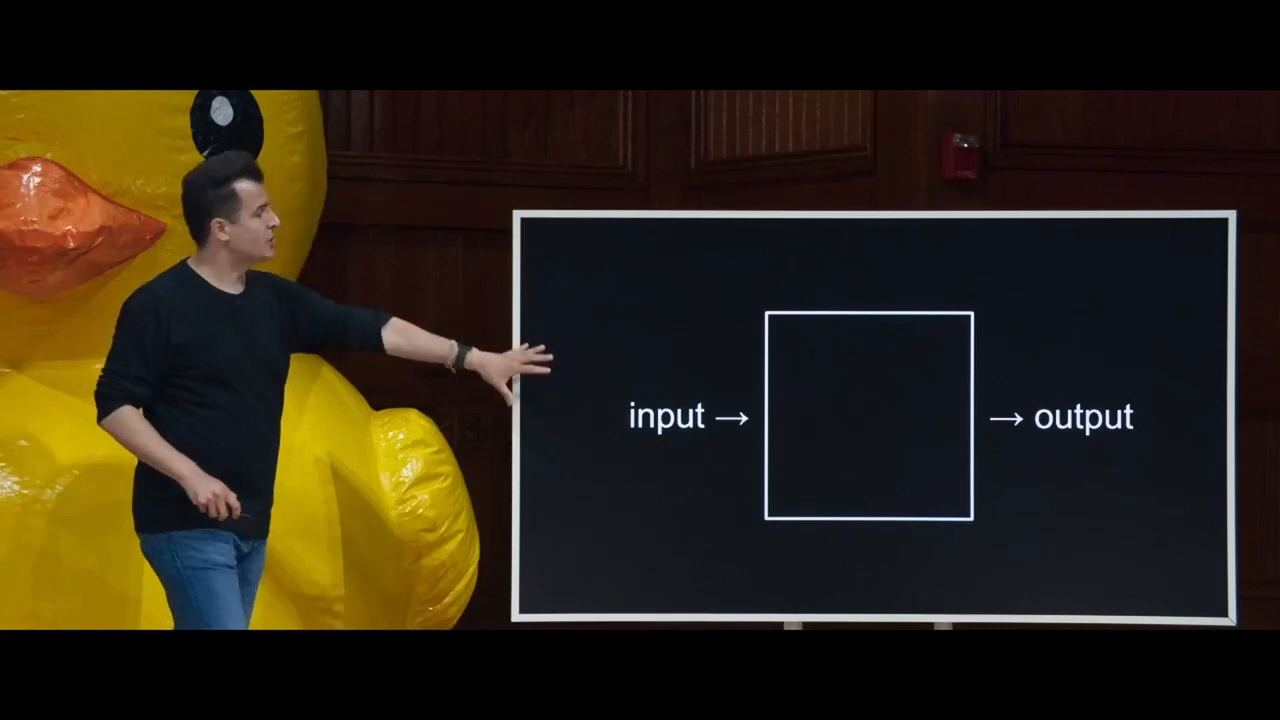 input → → output